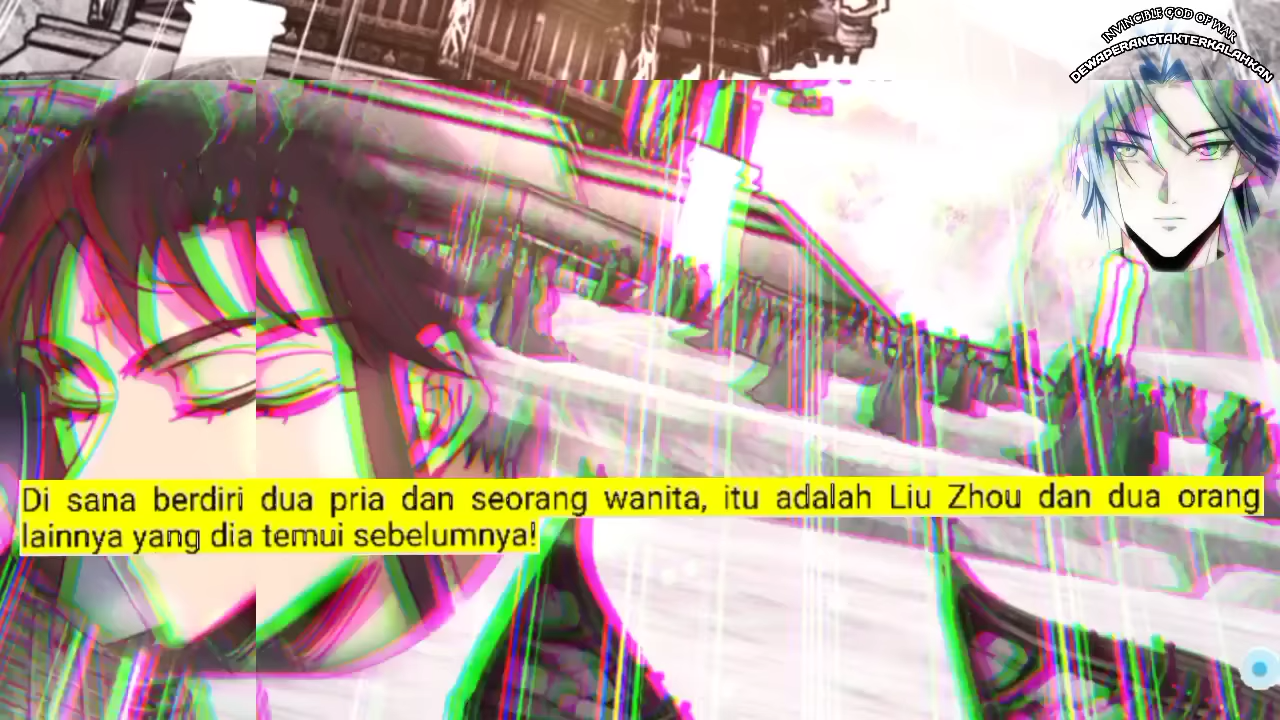 INVINCIBLE GOD OF WAR
DEWAPERANGTAKTERKALAHKAN
Di sana berdiri dua pria dan seorang wanita, itu adalah Liu Zhou dan dua orang
lainnya yang dia temui sebelumnya!